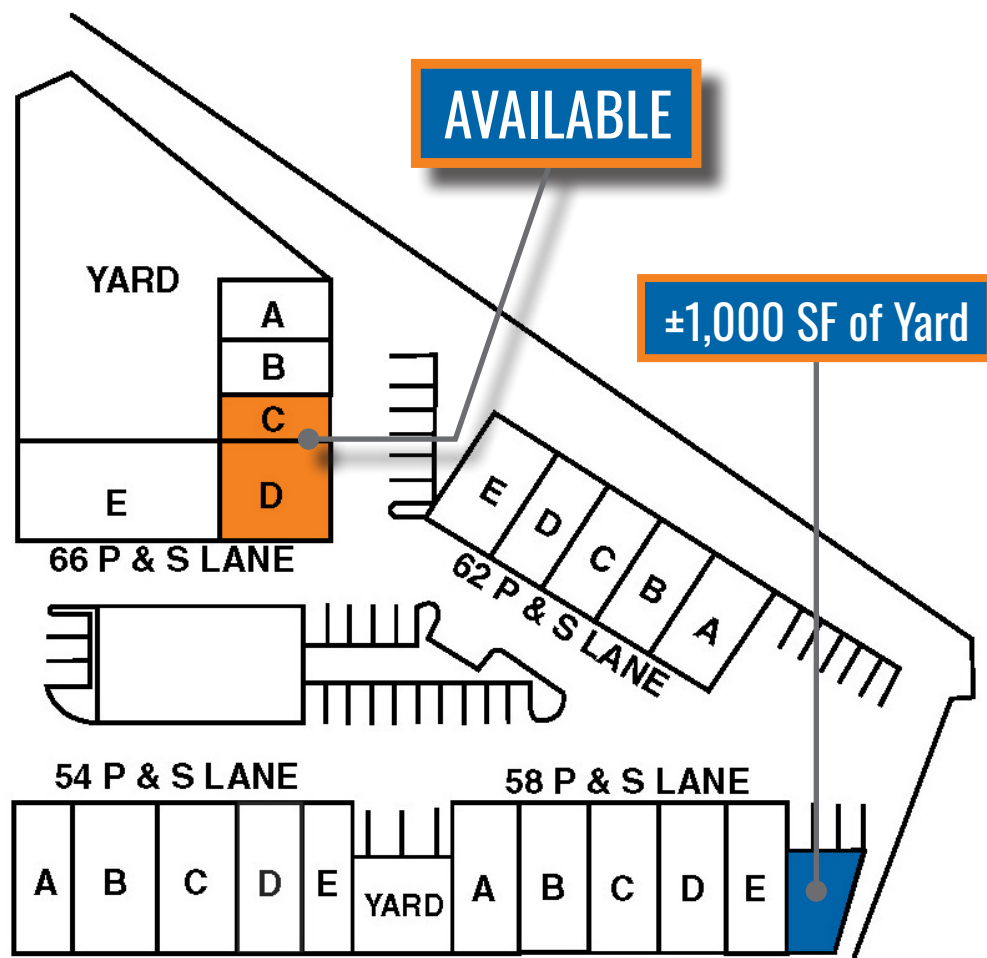 AVAILABLE
YARD
±1,000 SF of Yard
A
B
C
D
E
66 P & S LANE
E
D
C
B
A
62 P & S LANE
54 P & S LANE
58 P & S LANE
A B C D E YARD A B C D E